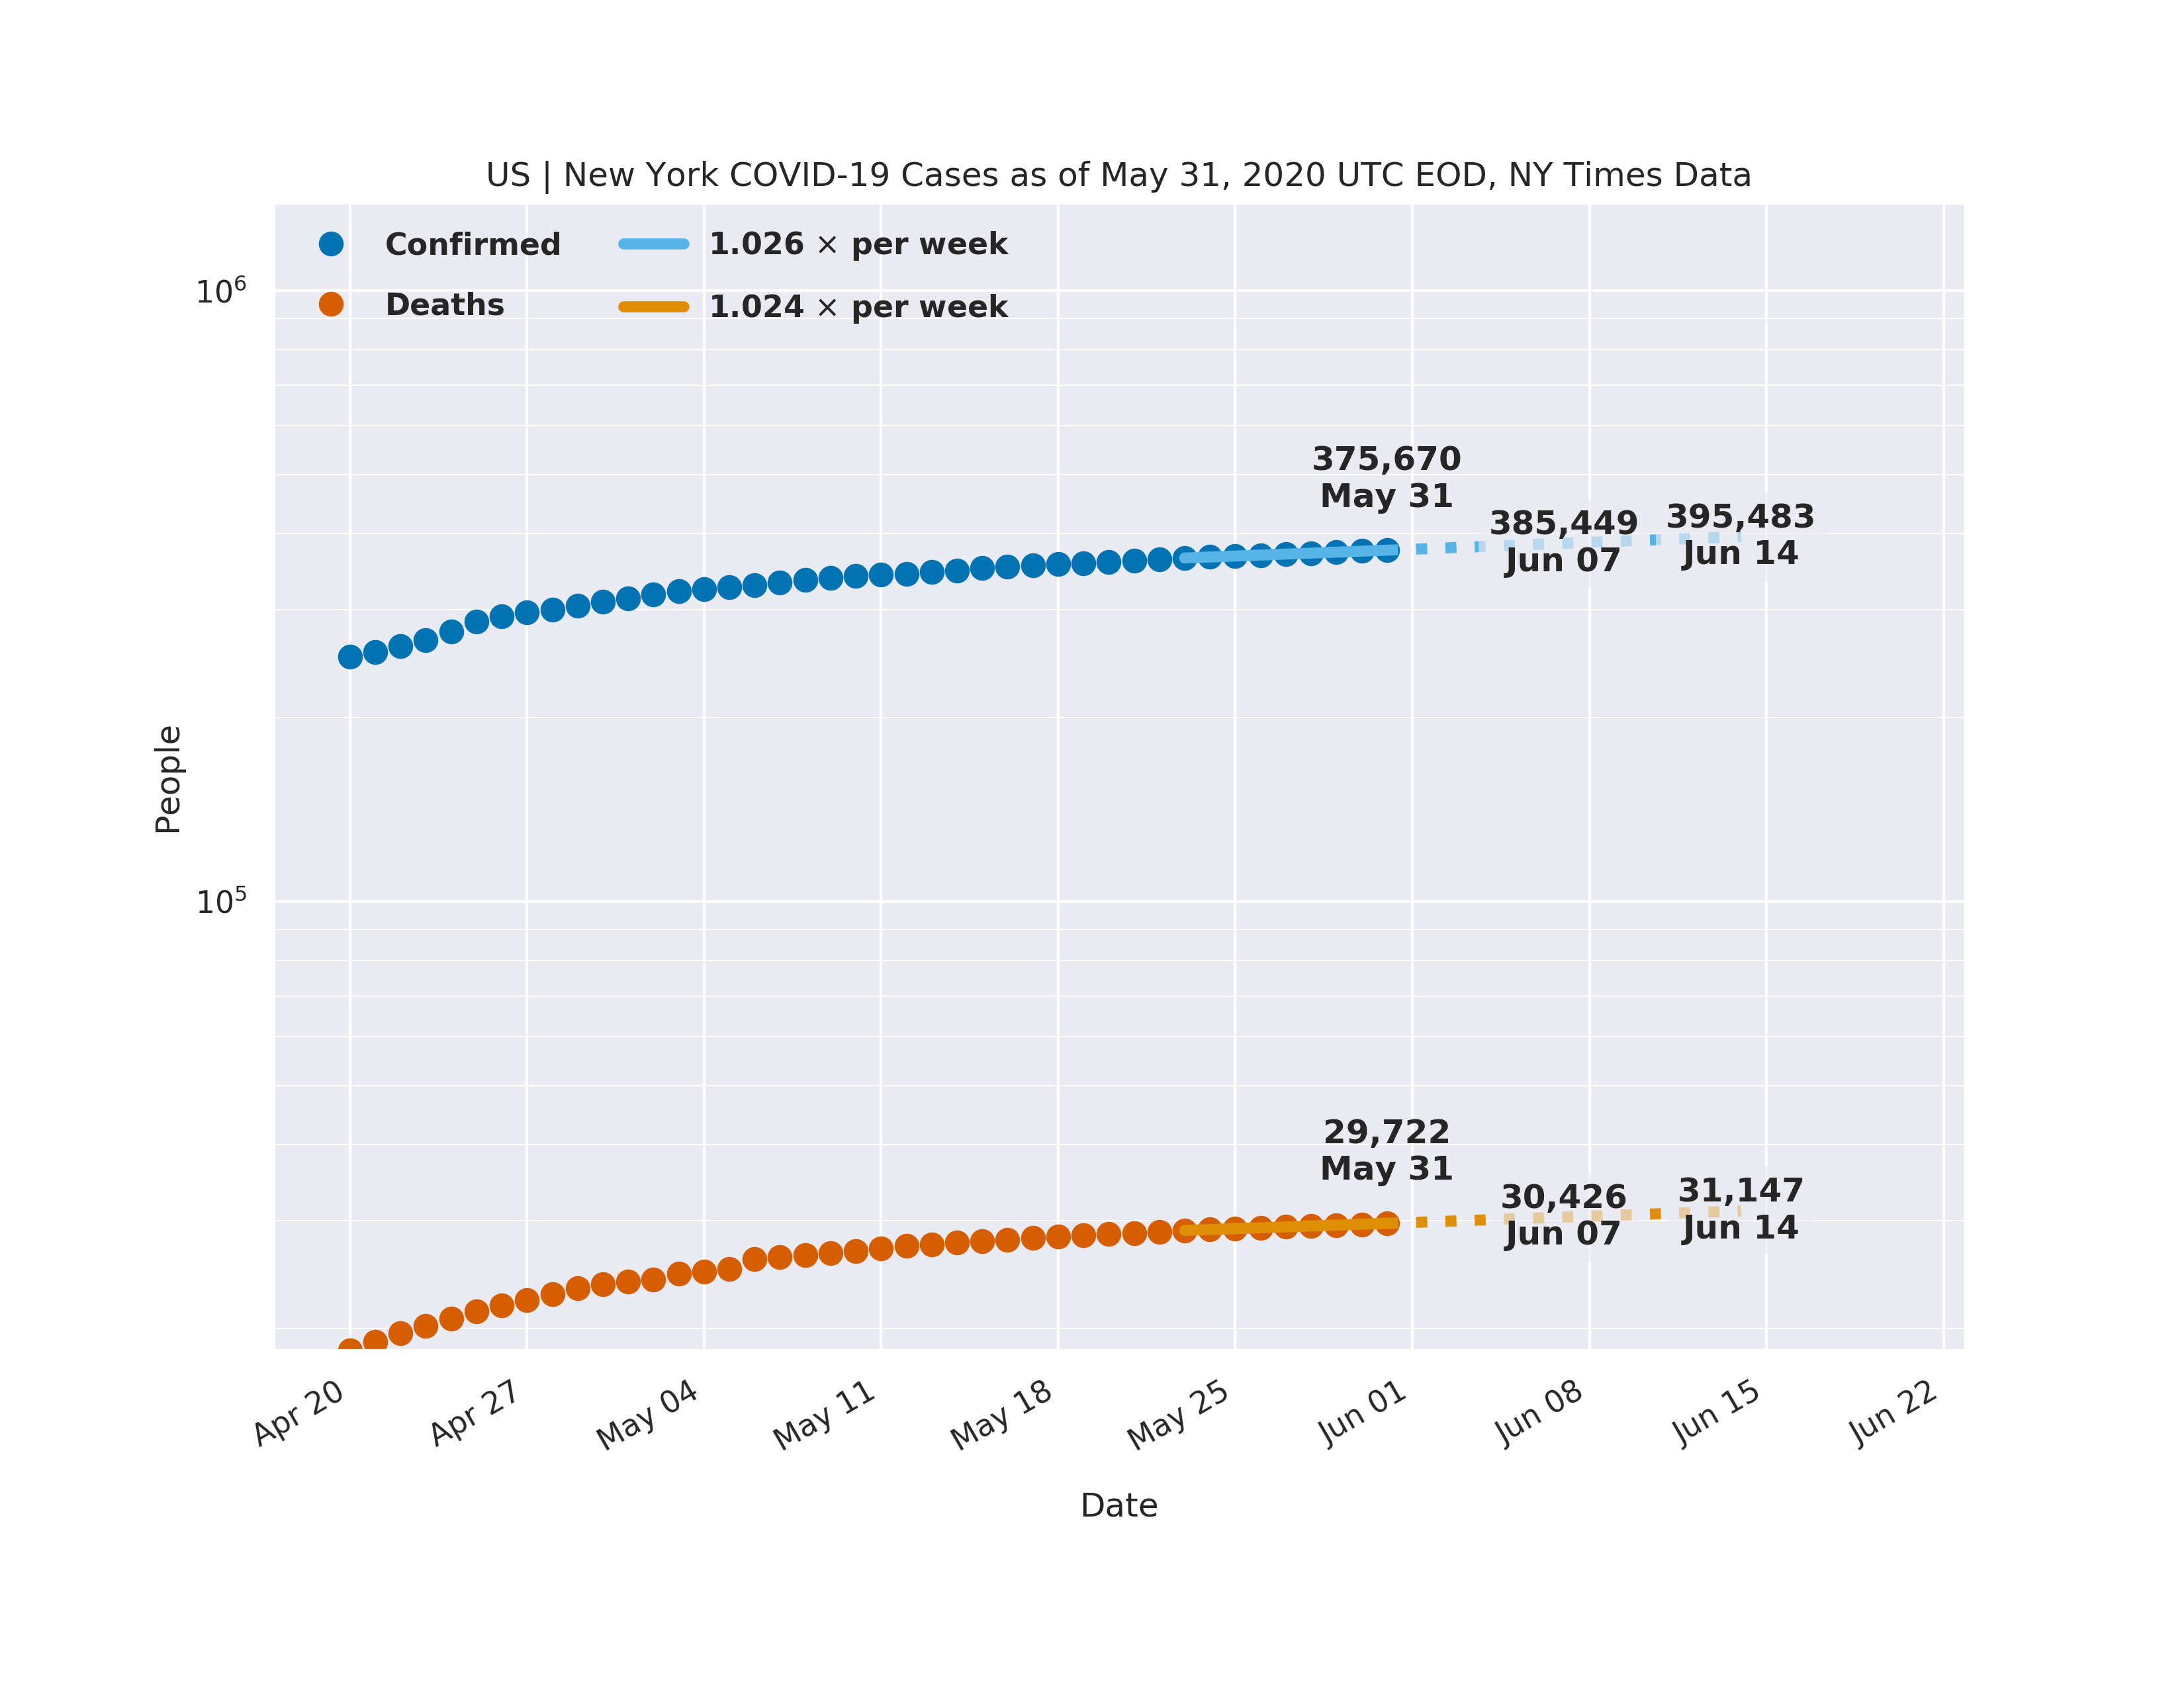 US | New York COVID-19 Cases as of May 31, 2020 UTC EOD, NY Times Data
Confirmed
Deaths
1.026 × per week
1.024 × per week
10⁶
10⁵
People
375,670
May 31
385,449
Jun 07
395,483
Jun 14
29,722
May 31
30,426
Jun 07
31,147
Jun 14
Apr 20
Apr 27
May 04
May 11
May 18
May 25
Jun 01
Jun 08
Jun 15
Jun 22
Date